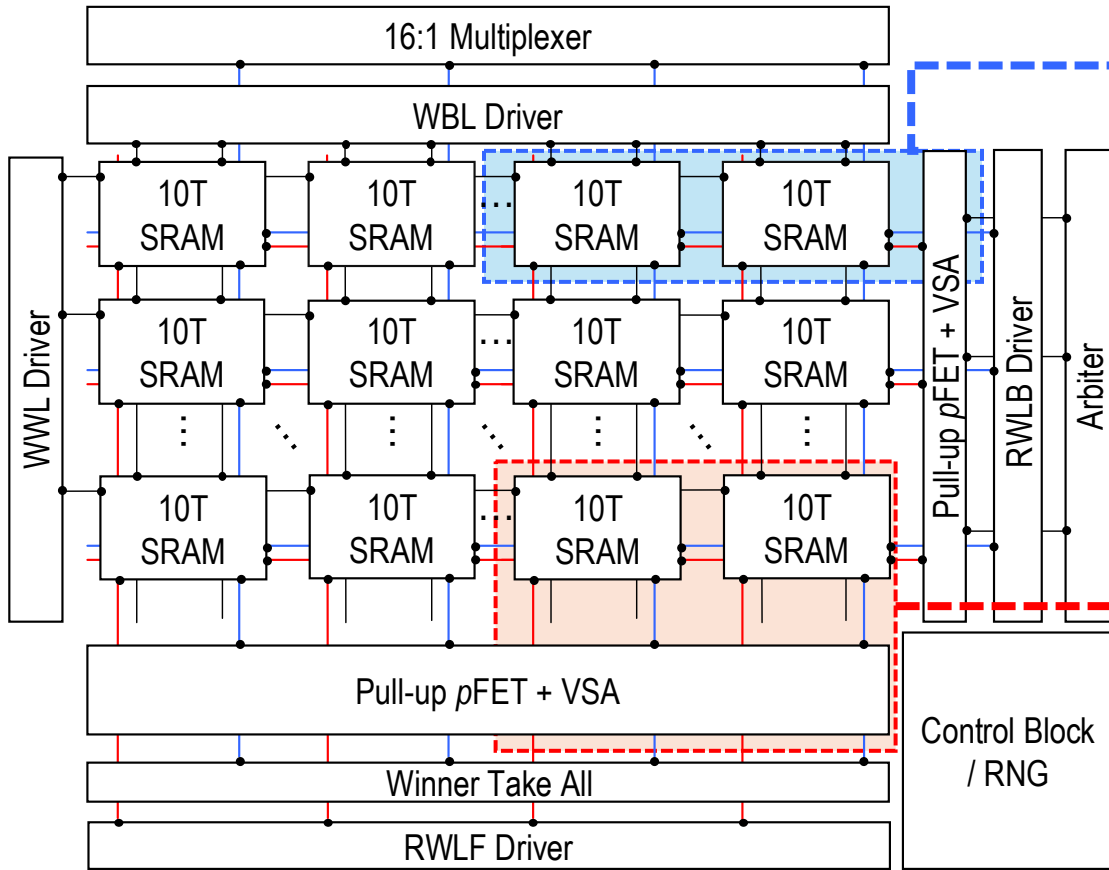 16:1 Multiplexer
WBL Driver
WWL Driver
10T
SRAM
10T
SRAM
...
10T
SRAM
10T
SRAM
10T
SRAM
10T
SRAM
...
10T
SRAM
10T
SRAM
10T
SRAM
10T
SRAM
...
10T
SRAM
10T
SRAM
Pull-up pFET + VSA
RWLB Driver
Arbiter
Pull-up pFET + VSA
Winner Take All
RWLF Driver
Control Block
/ RNG